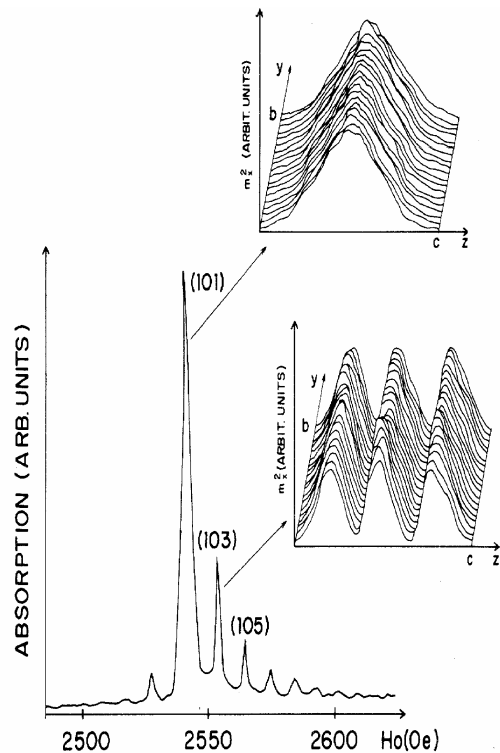 y
b
m²ₓ (ARBIT. UNITS)
c z
(101)
y
b
m²ₓ (ARBIT. UNITS)
c z
(103)
(105)
ABSORPTION (ARB. UNITS)
2500 2550 2600 Ho(Oe)